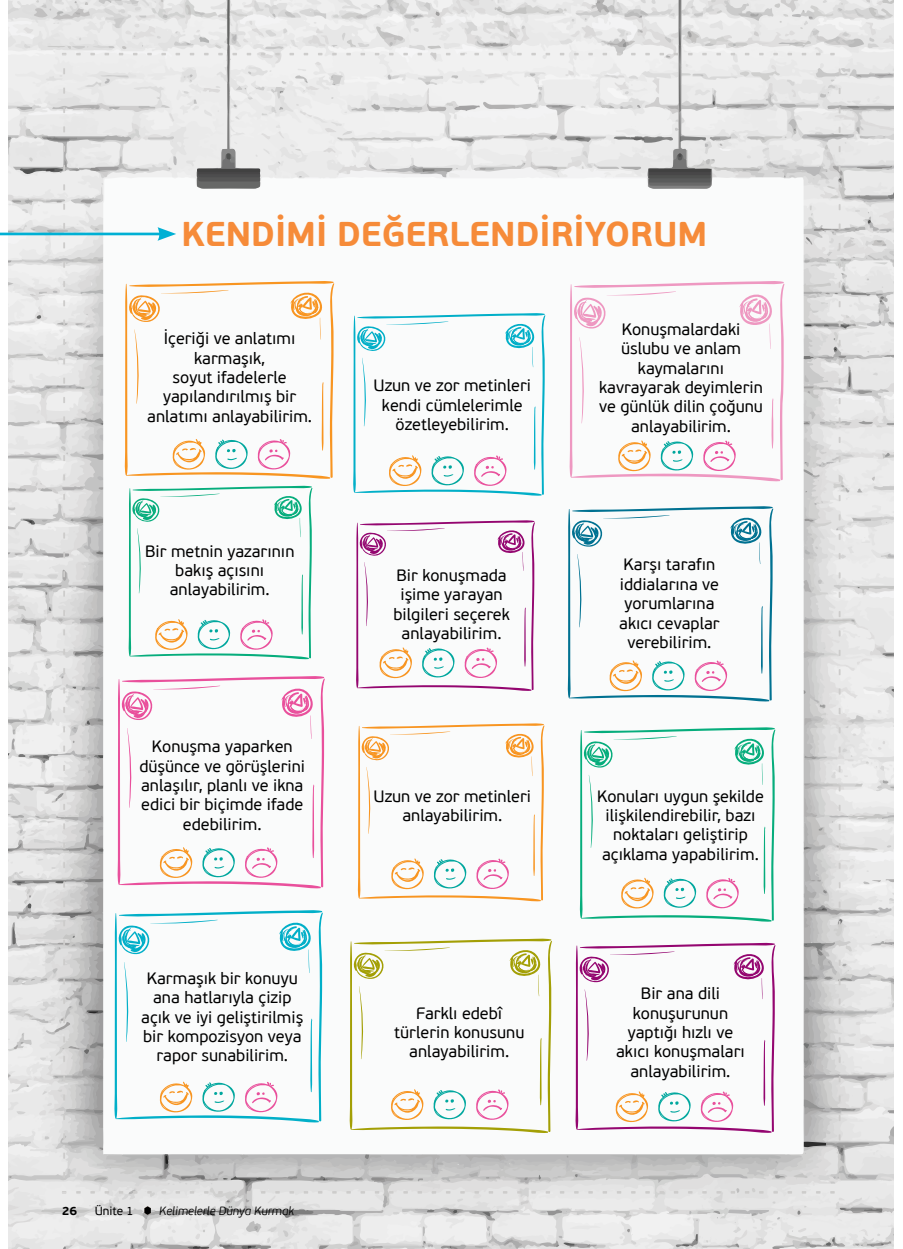 KENDİMİ DEĞERLENDİRİYORUM
İçeriği ve anlatımı
karmaşık,
soyut ifadelerle
yapılandırılmış bir
anlatımı anlayabilirim.
Uzun ve zor metinleri
kendi cümlelerimle
özetleyebilirim.
Konuşmalardaki
üslubu ve anlam
kaymalarını
kavrayarak deyimlerin
ve günlük dilin çoğunu
anlayabilirim.
Bir metnin yazarının
bakış açısını
anlayabilirim.
Bir konuşmada
işime yarayan
bilgileri seçerek
anlayabilirim.
Karşı tarafın
iddialarına ve
yorumlarına
akıcı cevaplar
verebilirim.
Konuşma yaparken
düşünce ve görüşlerini
anlaşılır, planlı ve ikna
edici bir biçimde ifade
edebilirim.
Uzun ve zor metinleri
anlayabilirim.
Konuları uygun şekilde
ilişkilendirebilir, bazı
noktaları geliştirip
açıklama yapabilirim.
Karmaşık bir konuyu
ana hatlarıyla çizip
açık ve iyi geliştirilmiş
bir kompozisyon veya
rapor sunabilirim.
Farklı edebî
türlerin konusunu
anlayabilirim.
Bir ana dili
konuşurunun
yaptığı hızlı ve
akıcı konuşmaları
anlayabilirim.
26 Ünite 1 Kelimelerle Dünya Kurmak